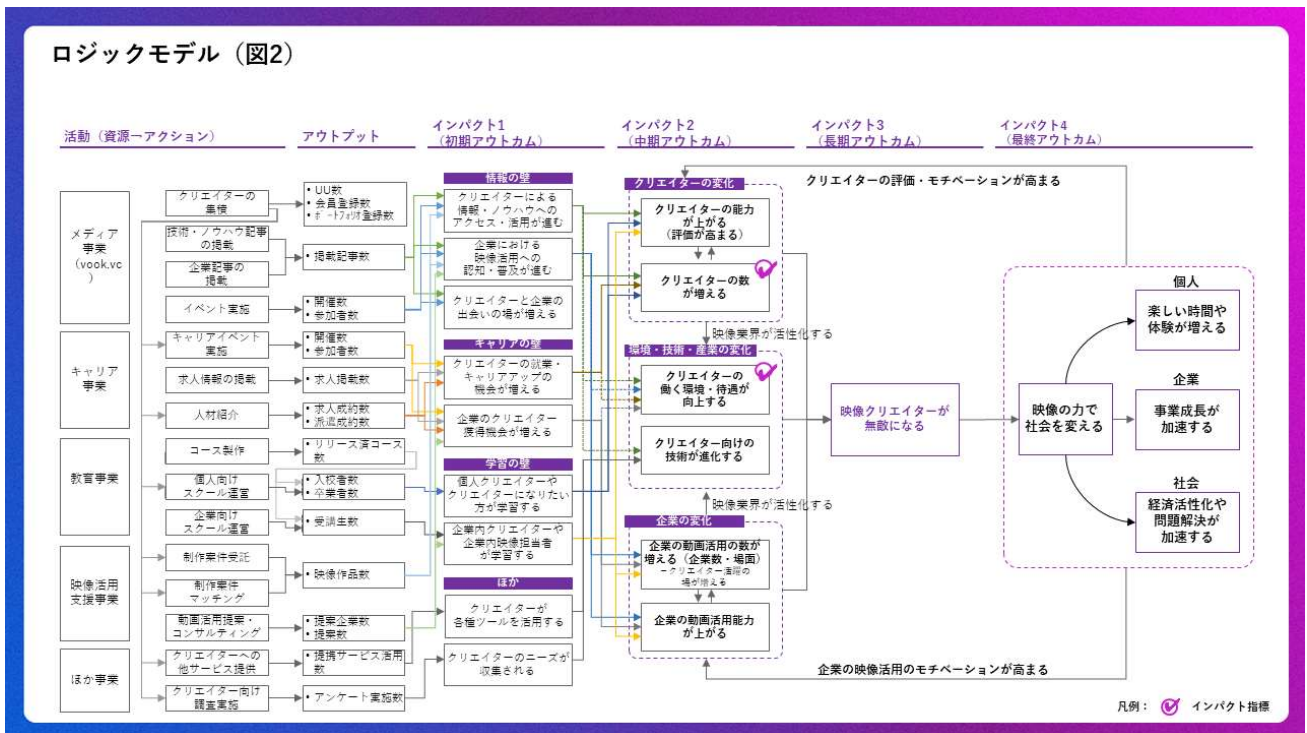 ロジックモデル（図2）
活動（資源→アクション）
アウトプット
インパクト1
（初期アウトカム）
インパクト2
（中期アウトカム）
インパクト3
（長期アウトカム）
インパクト4
（最終アウトカム）
メディア
事業
（vook.vc
）
キャリア
事業
教育事業
映像活用
支援事業
ほか事業
クリエイターの
集積
技術・ノウハウ記事
の掲載
企業記事の
掲載
イベント実施
キャリアイベント
実施
求人情報の掲載
人材紹介
コース製作
個人向け
スクール運営
企業向け
スクール運営
制作案件受託
制作案件
マッチング
動画活用提案・
コンサルティング
クリエイターへの
他サービス提供
クリエイター向け
調査実施
• UU数
• 会員登録数
• ポートフォリオ登録数
• 掲載記事数
• 開催数
• 参加者数
• 開催数
• 参加者数
• 求人掲載数
• 求人成約数
• 派遣成約数
• リリース済コース
数
• 入校者数
• 卒業者数
• 受講生数
• 映像作品数
• 提案企業数
• 提案数
• 提携サービス活用
数
• アンケート実施数
情報の壁
クリエイターによる
情報・ノウハウへの
アクセス・活用が進む
企業における
映像活用への
認知・普及が進む
クリエイターと企業の
出会いの場が増える
キャリアの壁
クリエイターの就業・
キャリアアップの
機会が増える
企業のクリエイター
獲得機会が増える
学習の壁
個人クリエイターや
クリエイターになりたい
方が学習する
企業内クリエイターや
企業内映像担当者
が学習する
ほか
クリエイターが
各種ツールを活用する
クリエイターのニーズが
収集される
クリエイターの変化
クリエイターの能力
が上がる
（評価が高まる）
クリエイターの数
が増える
映像業界が活性化する
環境・技術・産業の変化
クリエイターの
働く環境・待遇が
向上する
クリエイター向けの
技術が進化する
映像業界が活性化する
企業の変化
企業の動画活用の数が
増える（企業数・場面）
－クリエイター活躍の
場が増える
企業の動画活用能力
が上がる
クリエイターの評価・モチベーションが高まる
映像クリエイターが
無敵になる
映像の力で
社会を変える
個人
楽しい時間や
体験が増える
企業
事業成長が
加速する
社会
経済活性化や
問題解決が
加速する
企業の映像活用のモチベーションが高まる
凡例： インパクト指標